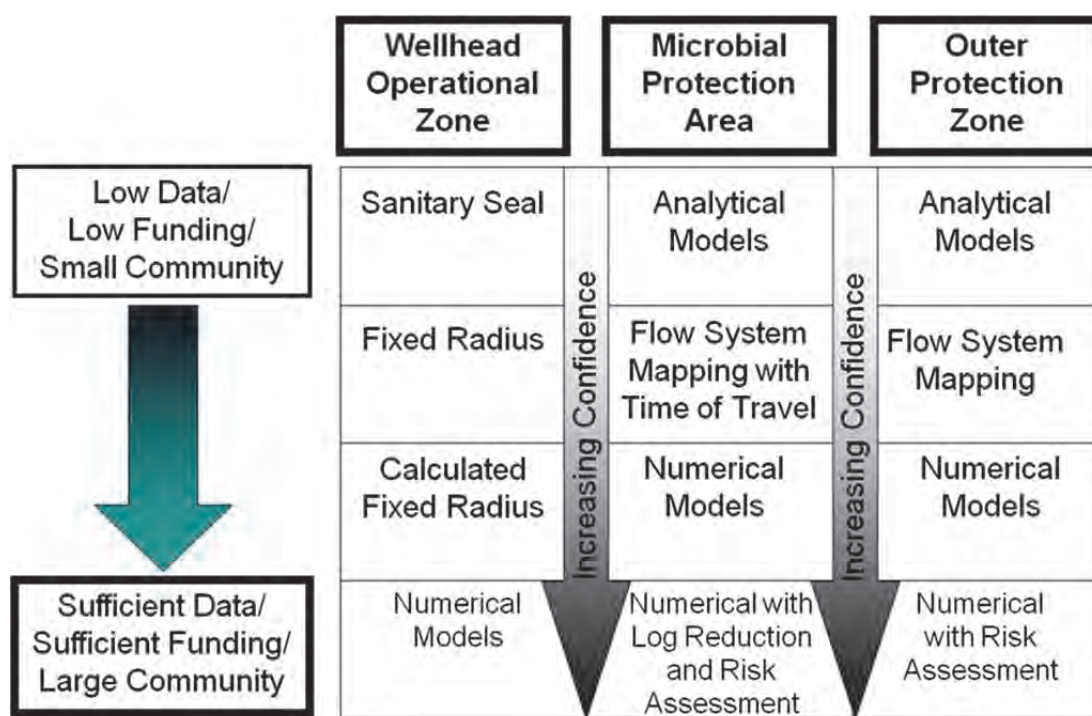 Wellhead
Operational
Zone
Microbial
Protection
Area
Outer
Protection
Zone
Low Data/
Low Funding/
Small Community
Sanitary Seal
Analytical
Models
Analytical
Models
Fixed Radius
Flow System
Mapping with
Time of Travel
Flow System
Mapping
Calculated
Fixed Radius
Numerical
Models
Numerical
Models
Increasing Confidence
Increasing Confidence
Sufficient Data/
Sufficient Funding/
Large Community
Numerical
Models
Numerical with
Log Reduction
and Risk
Assessment
Numerical
with Risk
Assessment